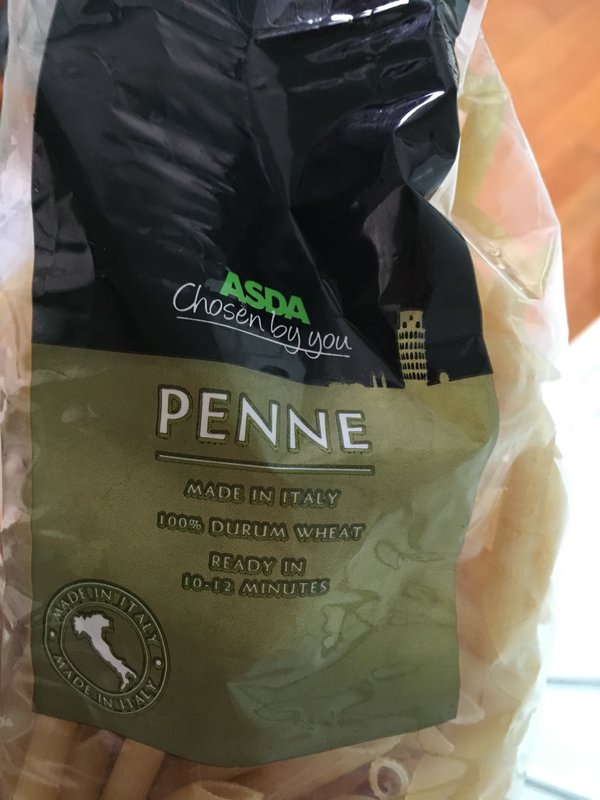 ASDA
Chosen by you
PENNE
MADE IN ITALY
100% DURUM WHEAT
READY IN
10-12 MINUTES
MADE IN ITALY
MADE IN ITALY